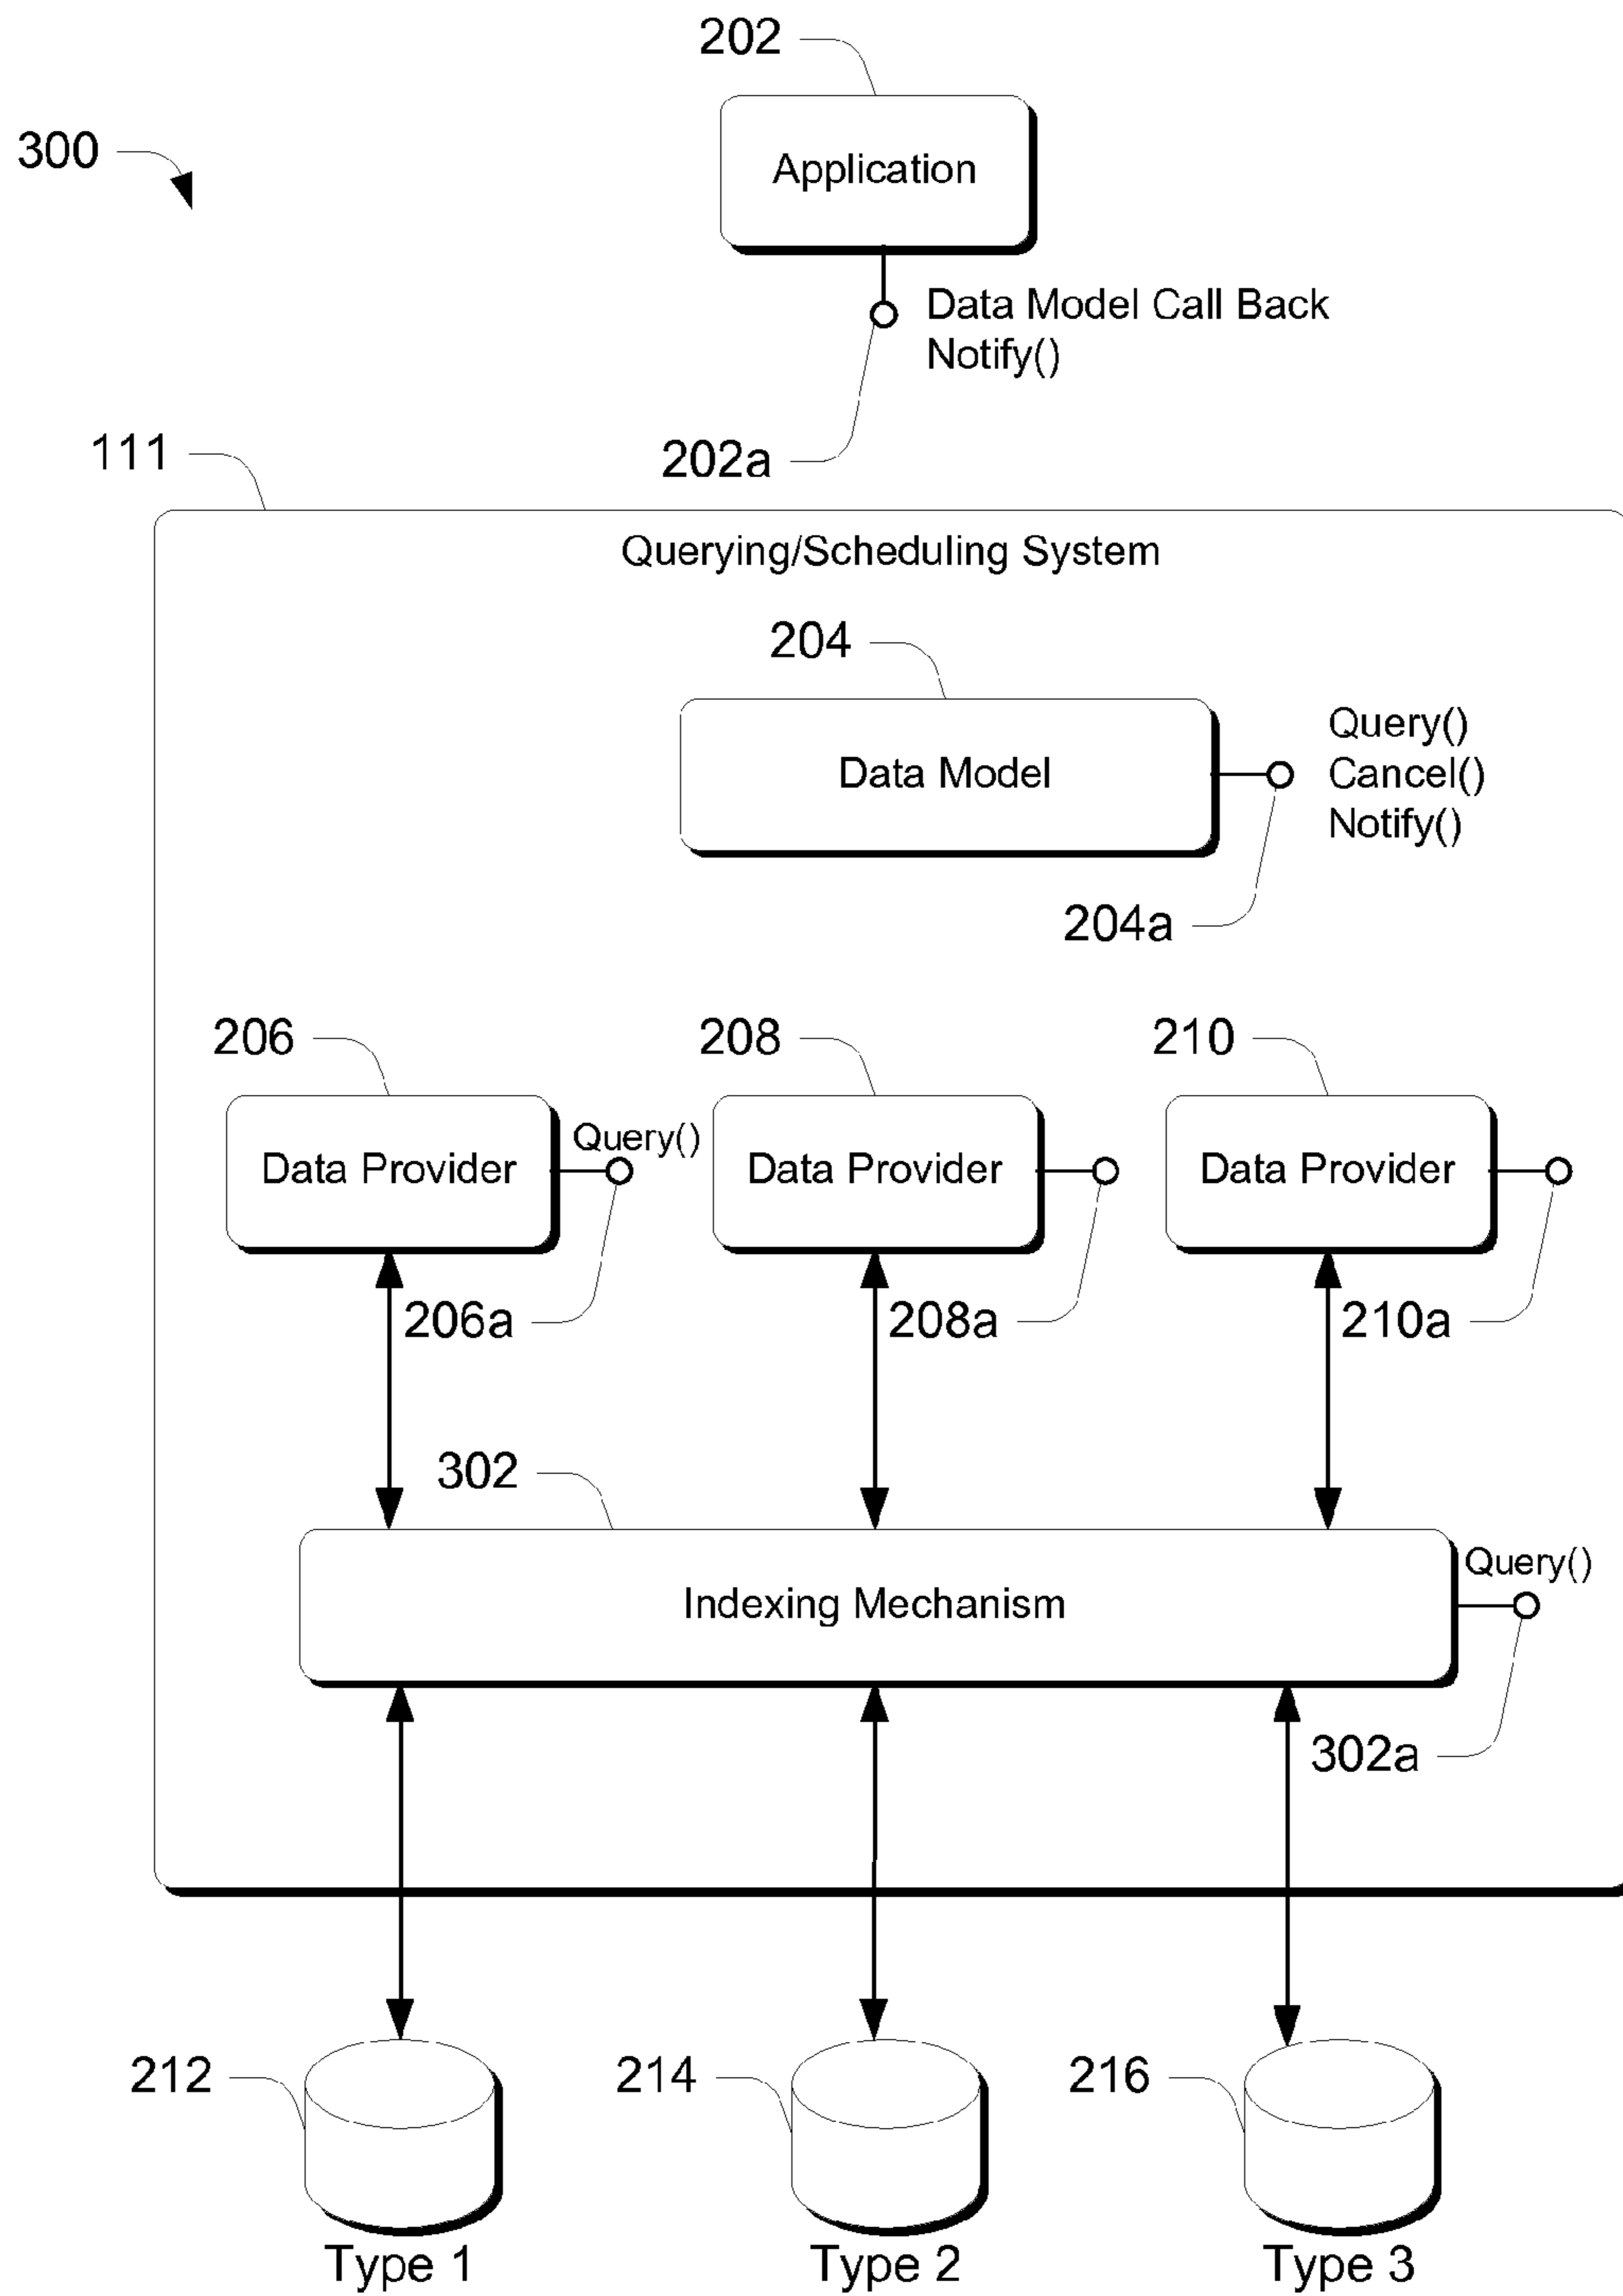 202
300
Application
Data Model Call Back
Notify()
202a
111
Querying/Scheduling System
204
Query()
Data Model
Cancel()
Notify()
204a
206
208
210
Query()
Data Provider
Data Provider
Data Provider
206a
208a
210a
302
Query()
Indexing Mechanism
302a
212
214
216
Type 1
Type 2
Type 3